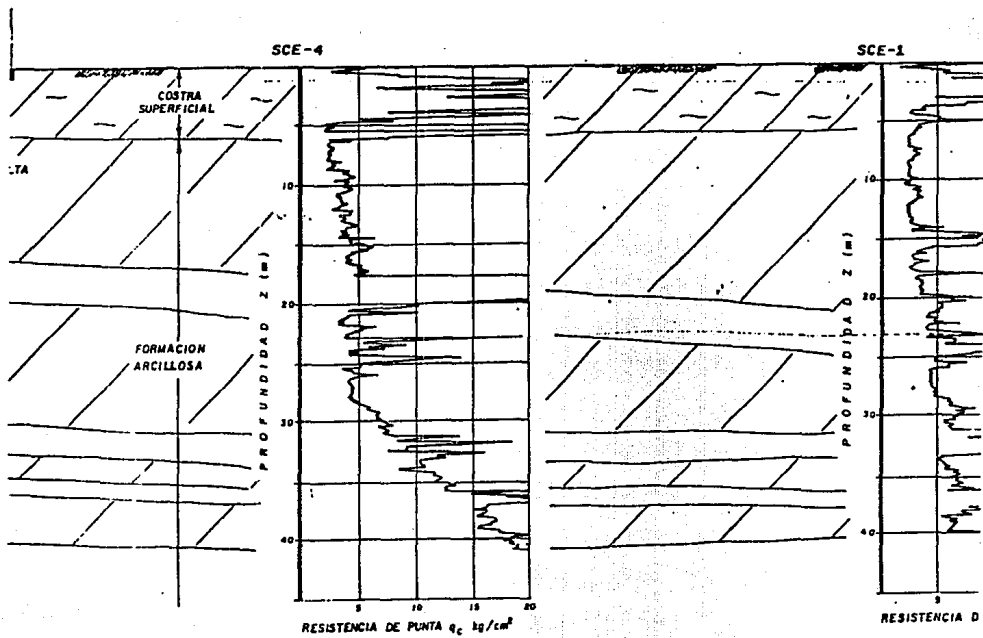 SCE-4
SCE-1
COSTRA
SUPERFICIAL
LTA
FORMACION
ARCILLOSA
PROFUNDIDAD Z (m)
10
20
30
40
5
10
15
20
RESISTENCIA DE PUNTA qc kg/cm²
PROFUNDIDAD Z (m)
10
20
30
40
5
RESISTENCIA D